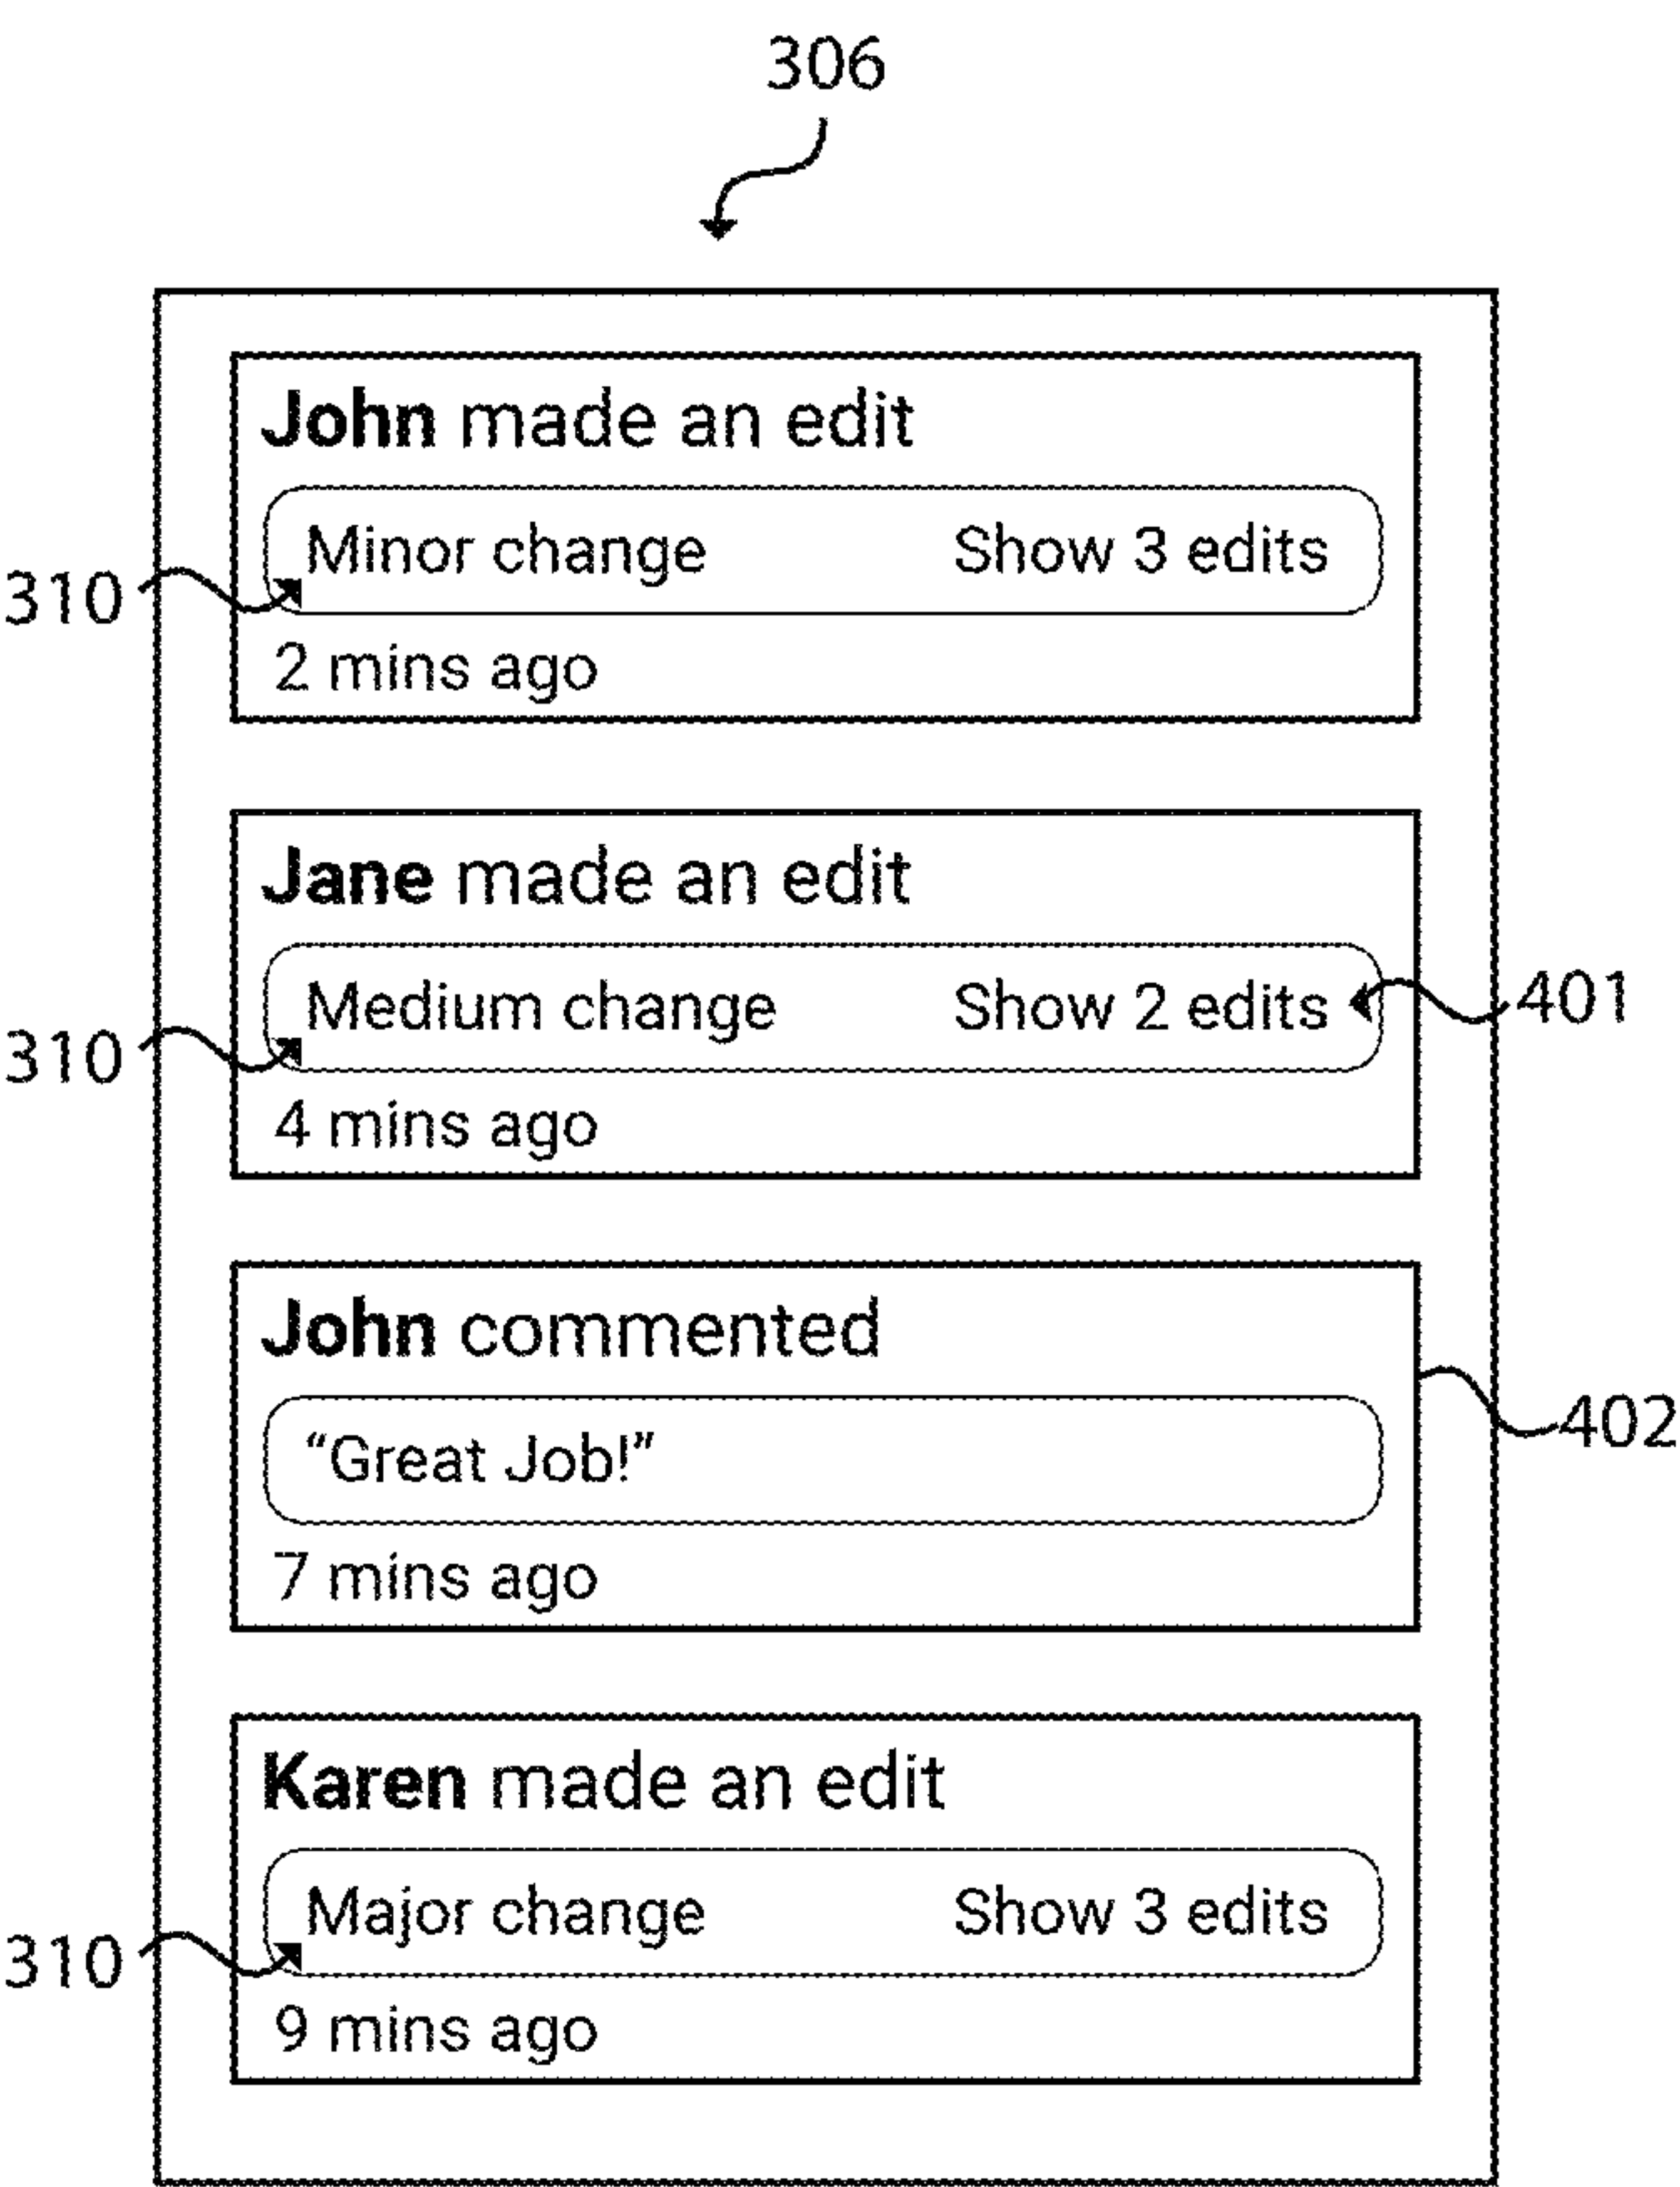 306
John made an edit
Minor change Show 3 edits
310
2 mins ago
Jane made an edit
Medium change Show 2 edits
401
310
4 mins ago
John commented
402
“Great Job!”
7 mins ago
Karen made an edit
Major change Show 3 edits
310
9 mins ago